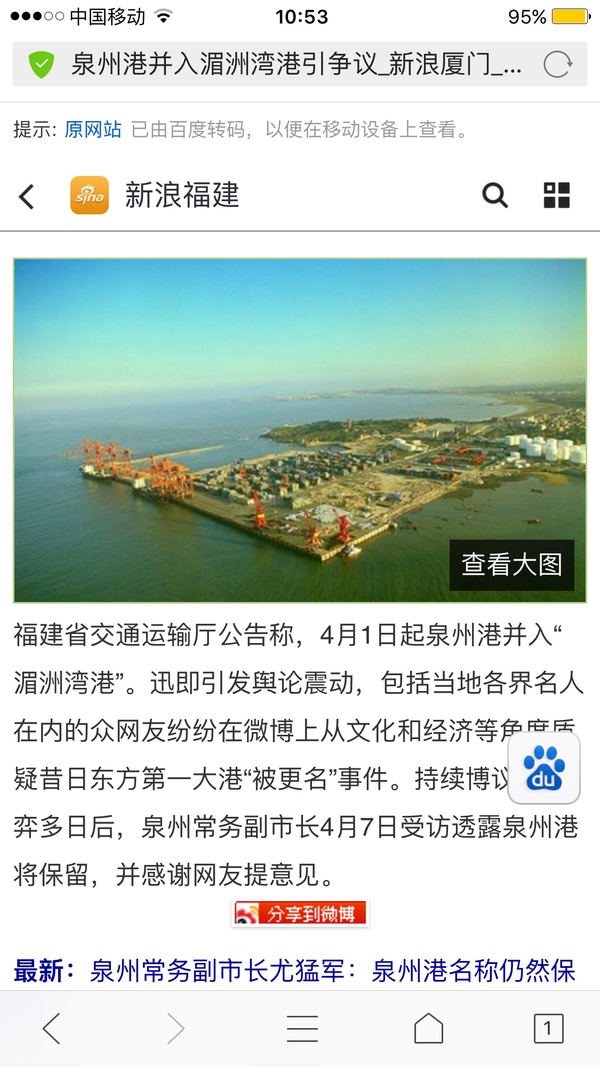 中国移动
10:53
95%
泉州港并入湄洲湾港引争议_新浪厦门_...
提示: 原网站 已由百度转码，以便在移动设备上查看。
sina 新浪福建
查看大图
福建省交通运输厅公告称，4月1日起泉州港并入“
湄洲湾港”。迅即引发舆论震动，包括当地各界名人
在内的众网友纷纷在微博上从文化和经济等角度质
疑昔日东方第一大港“被更名”事件。持续博议
du
弈多日后，泉州常务副市长4月7日受访透露泉州港
将保留，并感谢网友提意见。
分享到微博
最新：泉州常务副市长尤猛军：泉州港名称仍然保
1